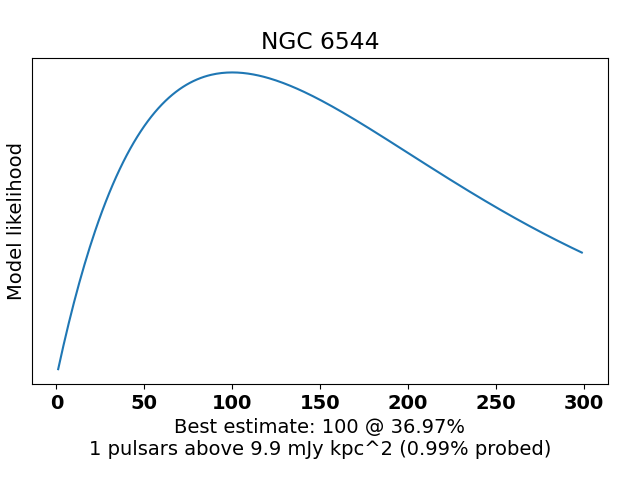 NGC 6544
Model likelihood
0 50 100 150 200 250 300
Best estimate: 100 @ 36.97%
1 pulsars above 9.9 mJy kpc^2 (0.99% probed)